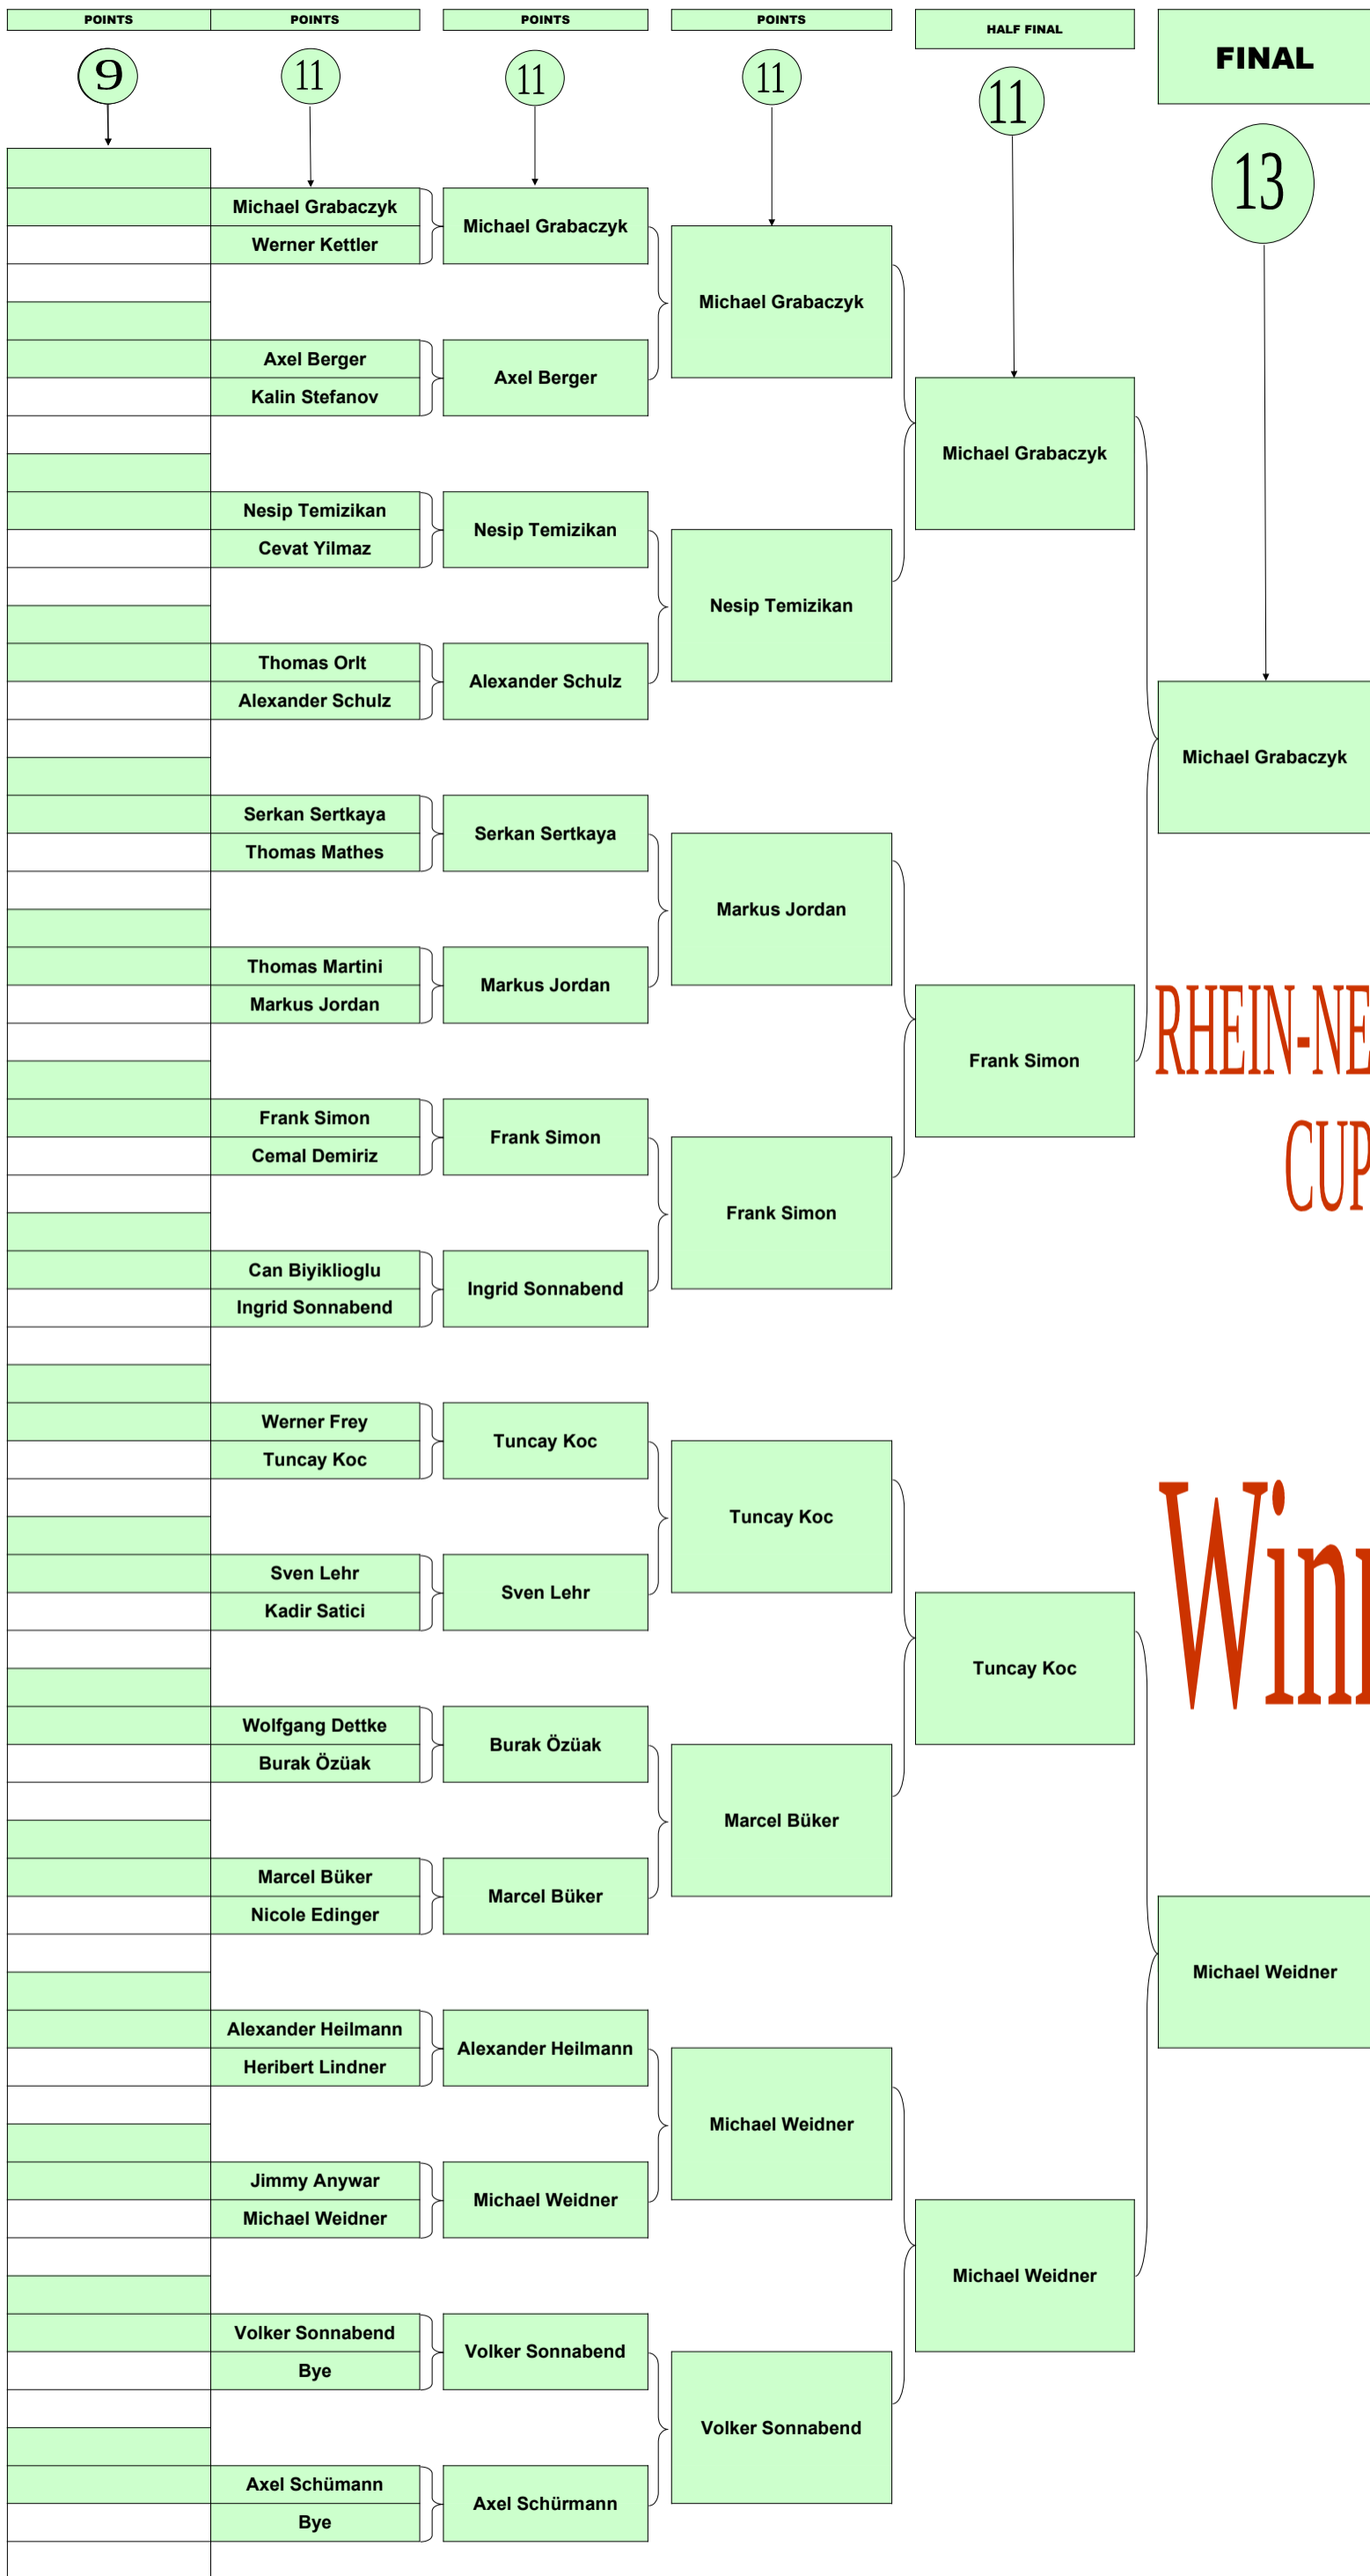 POINTS
POINTS
POINTS
POINTS
HALF FINAL
FINAL
9
11
11
11
11
13
Michael Grabaczyk
Werner Kettler
Axel Berger
Kalin Stefanov
Nesip Temizikan
Cevat Yilmaz
Thomas Orlt
Alexander Schulz
Serkan Sertkaya
Thomas Mathes
Thomas Martini
Markus Jordan
Frank Simon
Cemal Demiriz
Can Biyiklioglu
Ingrid Sonnabend
Werner Frey
Tuncay Koc
Sven Lehr
Kadir Satici
Wolfgang Dettke
Burak Özüak
Marcel Büker
Nicole Edinger
Alexander Heilmann
Heribert Lindner
Jimmy Anywar
Michael Weidner
Volker Sonnabend
Bye
Axel Schümann
Bye
Michael Grabaczyk
Axel Berger
Nesip Temizikan
Alexander Schulz
Serkan Sertkaya
Markus Jordan
Frank Simon
Ingrid Sonnabend
Tuncay Koc
Sven Lehr
Burak Özüak
Marcel Büker
Alexander Heilmann
Michael Weidner
Volker Sonnabend
Axel Schürmann
Michael Grabaczyk
Nesip Temizikan
Markus Jordan
Frank Simon
Tuncay Koc
Marcel Büker
Michael Weidner
Volker Sonnabend
Michael Grabaczyk
Frank Simon
Tuncay Koc
Michael Weidner
Michael Grabaczyk
RHEIN-NE
CUP
Winn
Michael Weidner